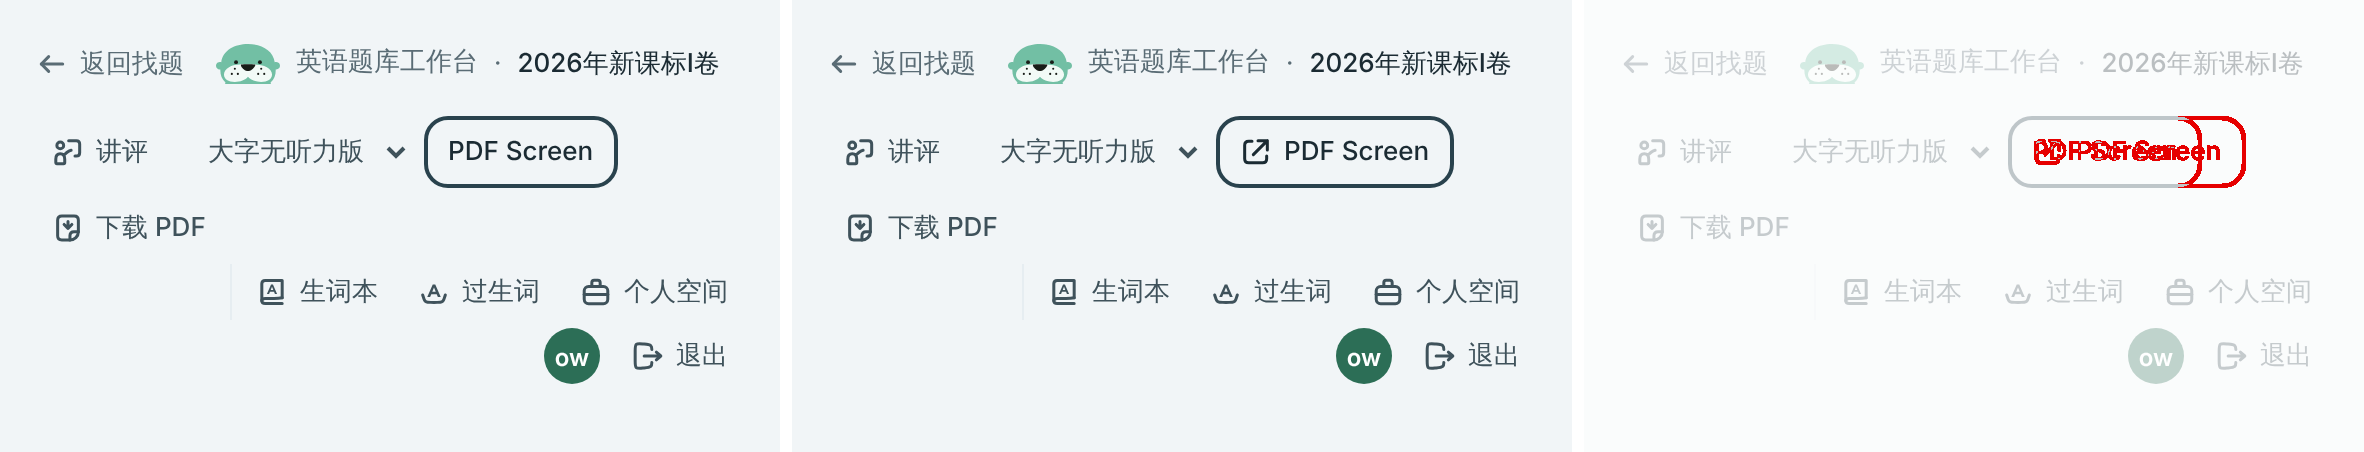 返回找题 英语题库工作台 · 2026年新课标I卷
讲评 大字无听力版 PDF Screen
下载 PDF
生词本 过生词 个人空间
ow 退出
返回找题 英语题库工作台 · 2026年新课标I卷
讲评 大字无听力版 PDF Screen
下载 PDF
生词本 过生词 个人空间
ow 退出
返回找题 英语题库工作台 · 2026年新课标I卷
讲评 大字无听力版
下载 PDF
生词本 过生词 个人空间
ow 退出